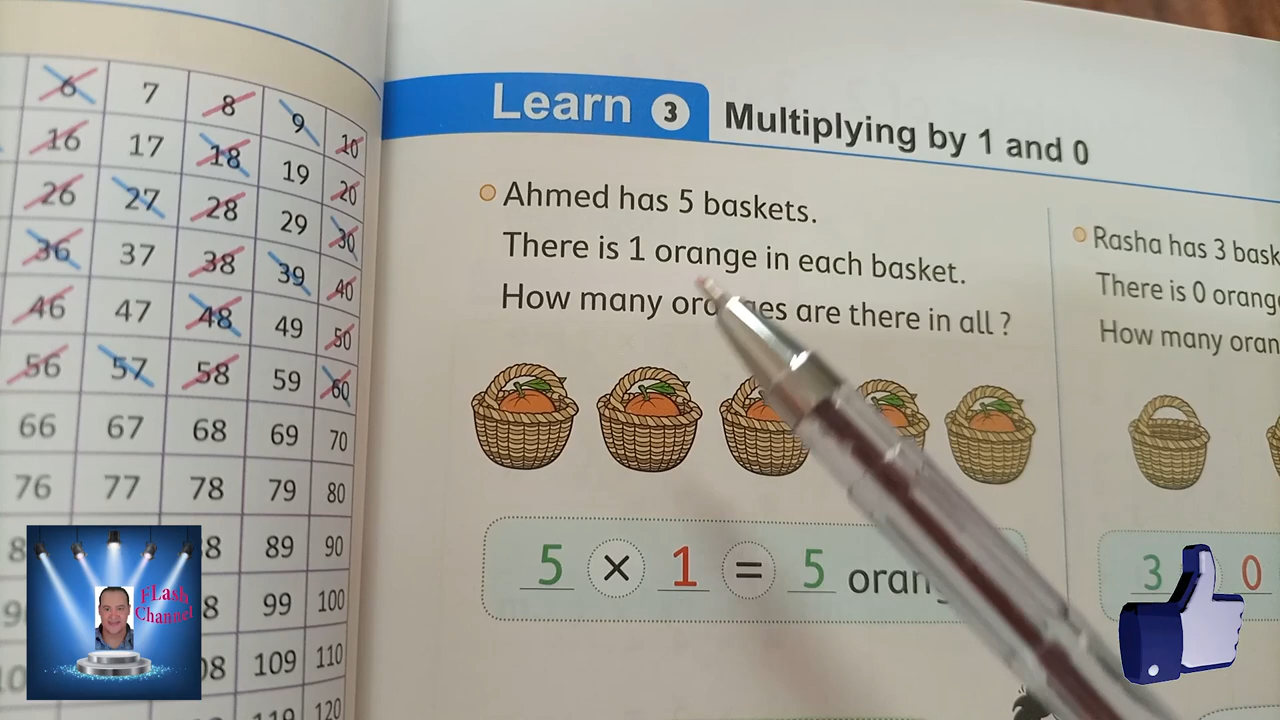 6 7 8 9 10
16 17 18 19 20
26 27 28 29 30
36 37 38 39 40
46 47 48 49 50
56 57 58 59 60
66 67 68 69 70
76 77 78 79 80
89 90
99 100
109 110
120
FLash
Channel
Learn 3 Multiplying by 1 and 0
Ahmed has 5 baskets.
There is 1 orange in each basket.
How many oranges are there in all ?
5 × 1 = 5
Rasha has 3
There is 0
How many
3 0